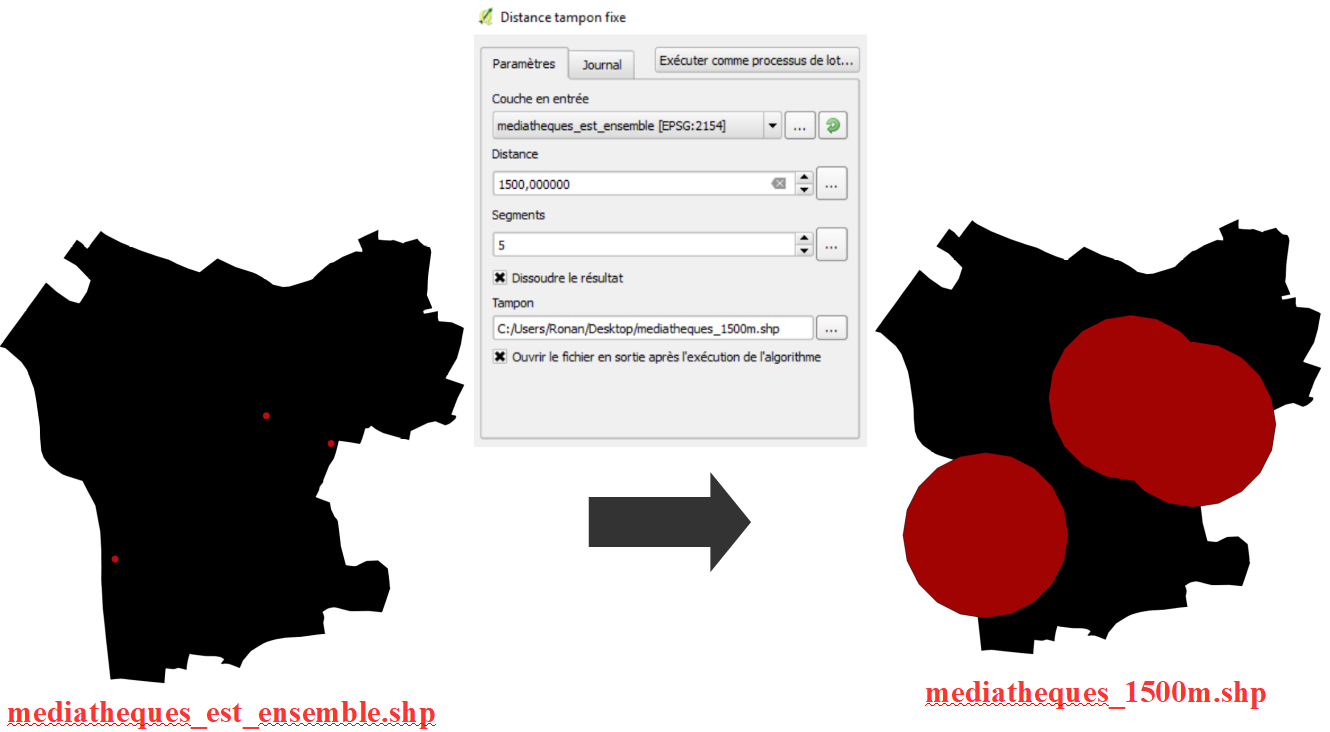 Distance tampon fixe
Paramètres
Journal
Exécuter comme processus de lot...
Couche en entrée
mediatheques_est_ensemble [EPSG:2154]
...
Distance
1500,000000
...
Segments
5
...
Dissoudre le résultat
Tampon
C:/Users/Ronan/Desktop/mediatheques_1500m.shp
...
Ouvrir le fichier en sortie après l'exécution de l'algorithme
mediatheques_est_ensemble.shp
mediatheques_1500m.shp